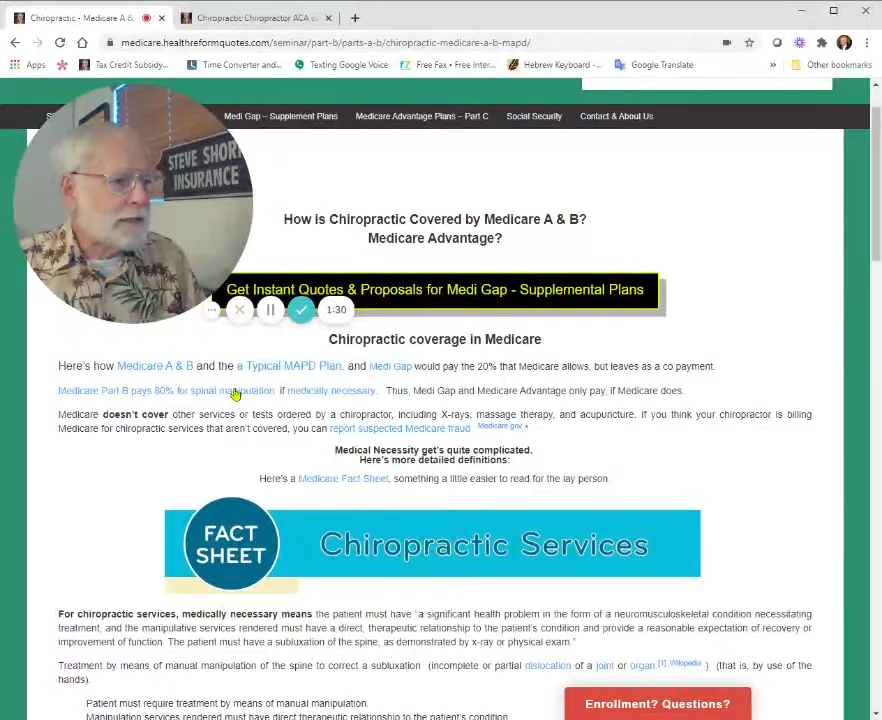 Chiropractic - Medicare A &
Chiropractic Chiropractor ACA c
medicare.healthreformquotes.com/seminar/part-b/parts-a-b/chiropractic-medicare-a-b-mapd/
Apps Tax Credit Subsidy... Time Converter and... Texting Google Voice Free Fax • Free Inter... Hebrew Keyboard -... Google Translate » Other bookmarks
Medi Gap – Supplement Plans Medicare Advantage Plans – Part C Social Security Contact & About Us
STEVE SHOR
INSURANCE
How is Chiropractic Covered by Medicare A & B?
Medicare Advantage?
Get Instant Quotes & Proposals for Medi Gap - Supplemental Plans
1:30
Chiropractic coverage in Medicare
Here's how Medicare A & B and the a Typical MAPD Plan. and Medi Gap would pay the 20% that Medicare allows, but leaves as a co payment.
Medicare Part B pays 80% for spinal manipulation if medically necessary. Thus, Medi Gap and Medicare Advantage only pay, if Medicare does.
Medicare doesn't cover other services or tests ordered by a chiropractor, including X-rays, massage therapy, and acupuncture. If you think your chiropractor is billing
Medicare for chiropractic services that aren't covered, you can report suspected Medicare fraud Medicare.gov *
Medical Necessity get's quite complicated.
Here's more detailed definitions:
Here's a Medicare Fact Sheet, something a little easier to read for the lay person.
FACT
SHEET
Chiropractic Services
For chiropractic services, medically necessary means the patient must have "a significant health problem in the form of a neuromusculoskeletal condition necessitating
treatment, and the manipulative services rendered must have a direct, therapeutic relationship to the patient's condition and provide a reasonable expectation of recovery or
improvement of function. The patient must have a subluxation of the spine, as demonstrated by x-ray or physical exam."
Treatment by means of manual manipulation of the spine to correct a subluxation (incomplete or partial dislocation of a joint or organ.[1] Wikipedia ) (that is, by use of the
hands).
Patient must require treatment by means of manual manipulation.
Manipulation services rendered must have direct therapeutic relationship to the patient's condition
Enrollment? Questions?